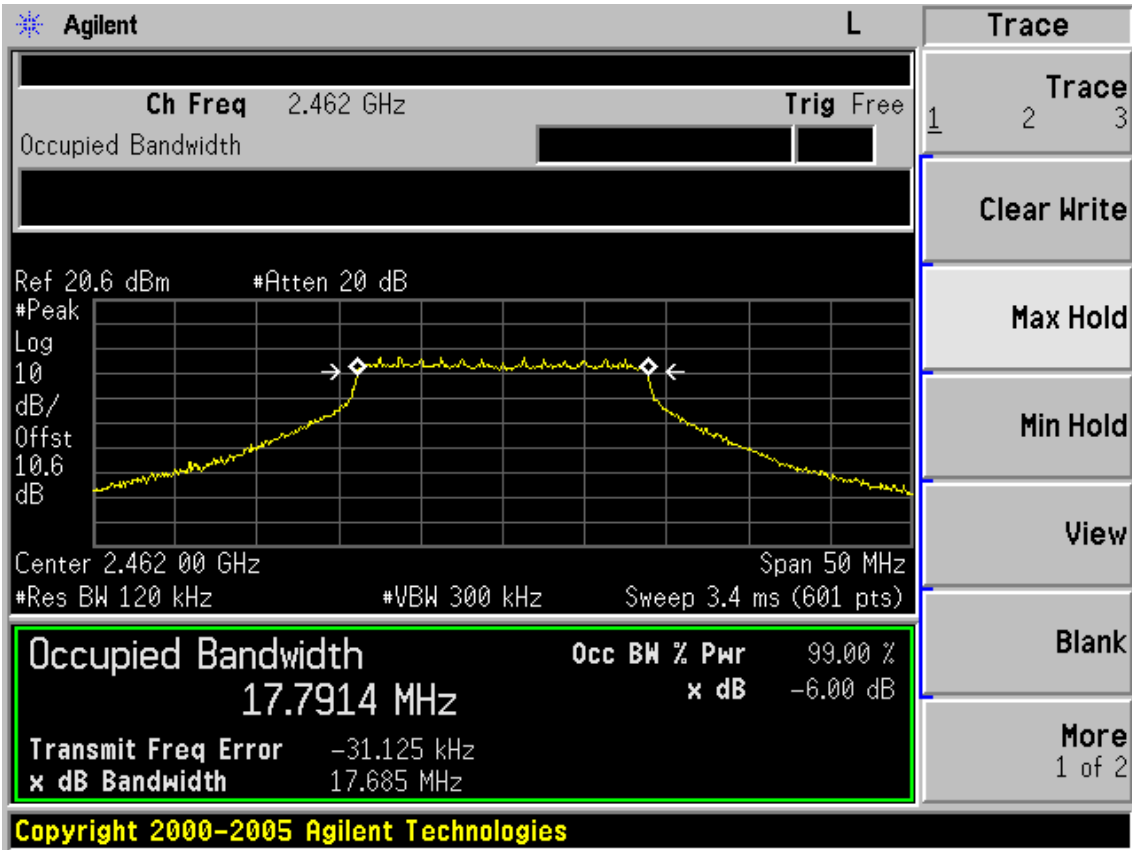 Agilent L Trace
Ch Freq 2.462 GHz Trig Free
Occupied Bandwidth
Trace
1 2 3
Clear Write
Max Hold
Min Hold
View
Blank
More
1 of 2
Ref 20.6 dBm #Atten 20 dB
#Peak
Log
10
dB/
Offst
10.6
dB
Center 2.462 00 GHz Span 50 MHz
#Res BW 120 kHz #VBW 300 kHz Sweep 3.4 ms (601 pts)
Occupied Bandwidth Occ BW % Pwr 99.00 %
17.7914 MHz x dB -6.00 dB
Transmit Freq Error -31.125 kHz
x dB Bandwidth 17.685 MHz
Copyright 2000-2005 Agilent Technologies